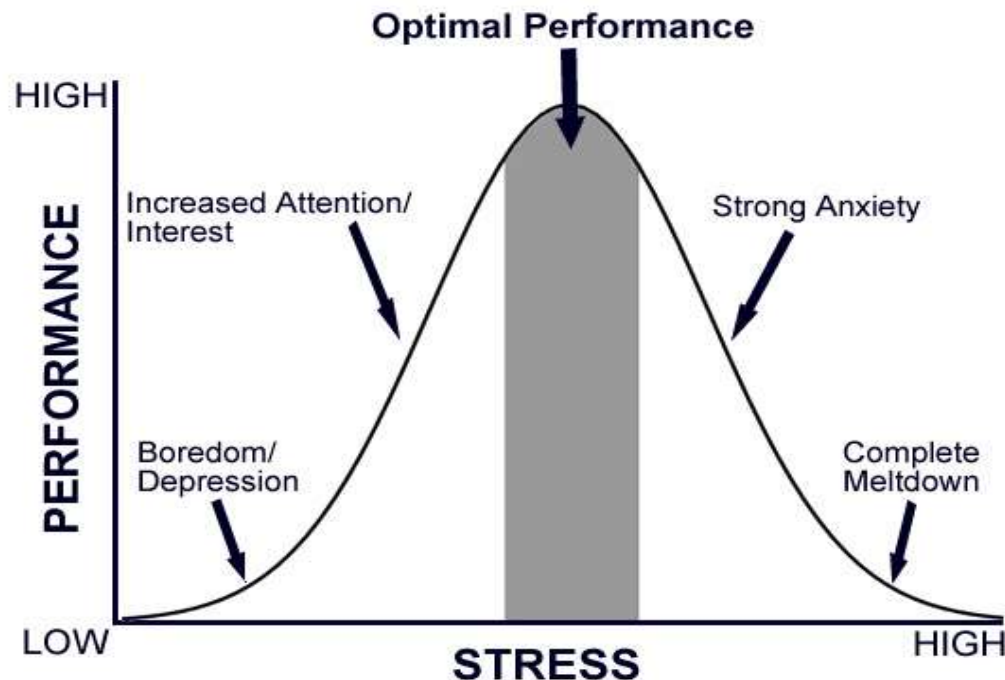 Optimal Performance
HIGH
PERFORMANCE
Increased Attention/
Interest
Strong Anxiety
Boredom/
Depression
Complete
Meltdown
LOW
HIGH
STRESS